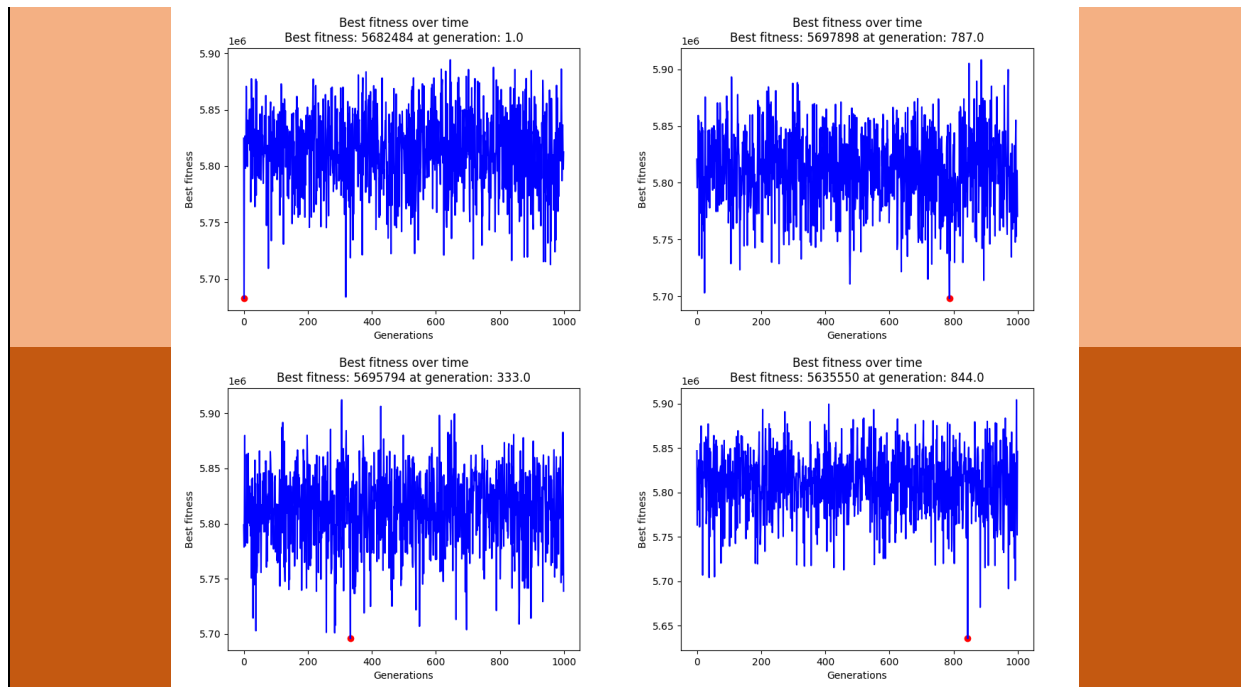 Best fitness over time
Best fitness: 5682484 at generation: 1.0
1e6
5.90
5.85
5.80
5.75
5.70
Best fitness
0 200 400 600 800 1000
Generations
Best fitness over time
Best fitness: 5697898 at generation: 787.0
1e6
5.90
5.85
5.80
5.75
5.70
Best fitness
0 200 400 600 800 1000
Generations
Best fitness over time
Best fitness: 5695794 at generation: 333.0
1e6
5.90
5.85
5.80
5.75
5.70
Best fitness
0 200 400 600 800 1000
Generations
Best fitness over time
Best fitness: 5635550 at generation: 844.0
1e6
5.90
5.85
5.80
5.75
5.70
5.65
Best fitness
0 200 400 600 800 1000
Generations